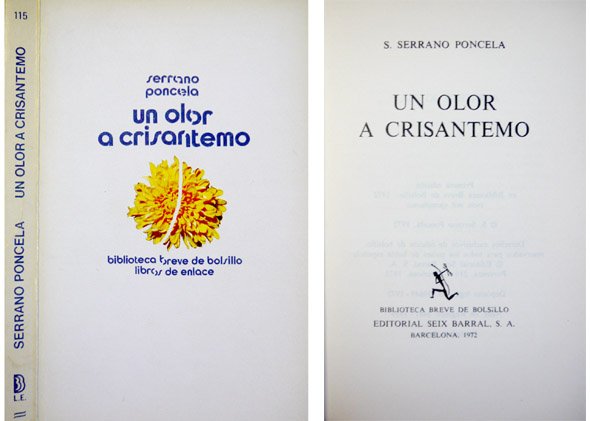 115
SERRANO PONCELA UN OLOR A CRISANTEMO
L.E.
serrano
poncela
un olor
a crisantemo
biblioteca breve de bolsillo
libros de enlace
S. SERRANO PONCELA
UN OLOR
A CRISANTEMO
BIBLIOTECA BREVE DE BOLSILLO
EDITORIAL SEIX BARRAL, S. A.
BARCELONA, 1972